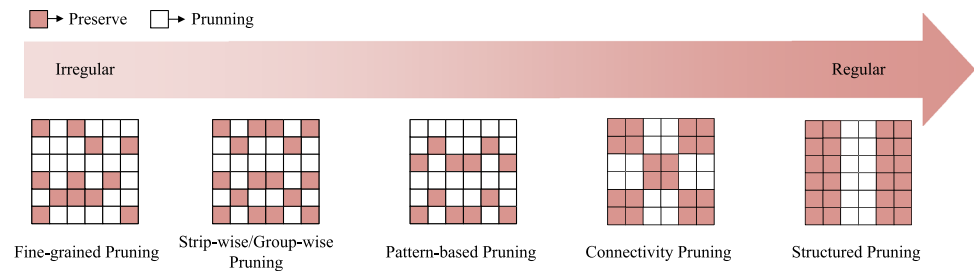 Preserve
Prunning
Irregular
Regular
Fine-grained Pruning
Strip-wise/Group-wise
Pruning
Pattern-based Pruning
Connectivity Pruning
Structured Pruning